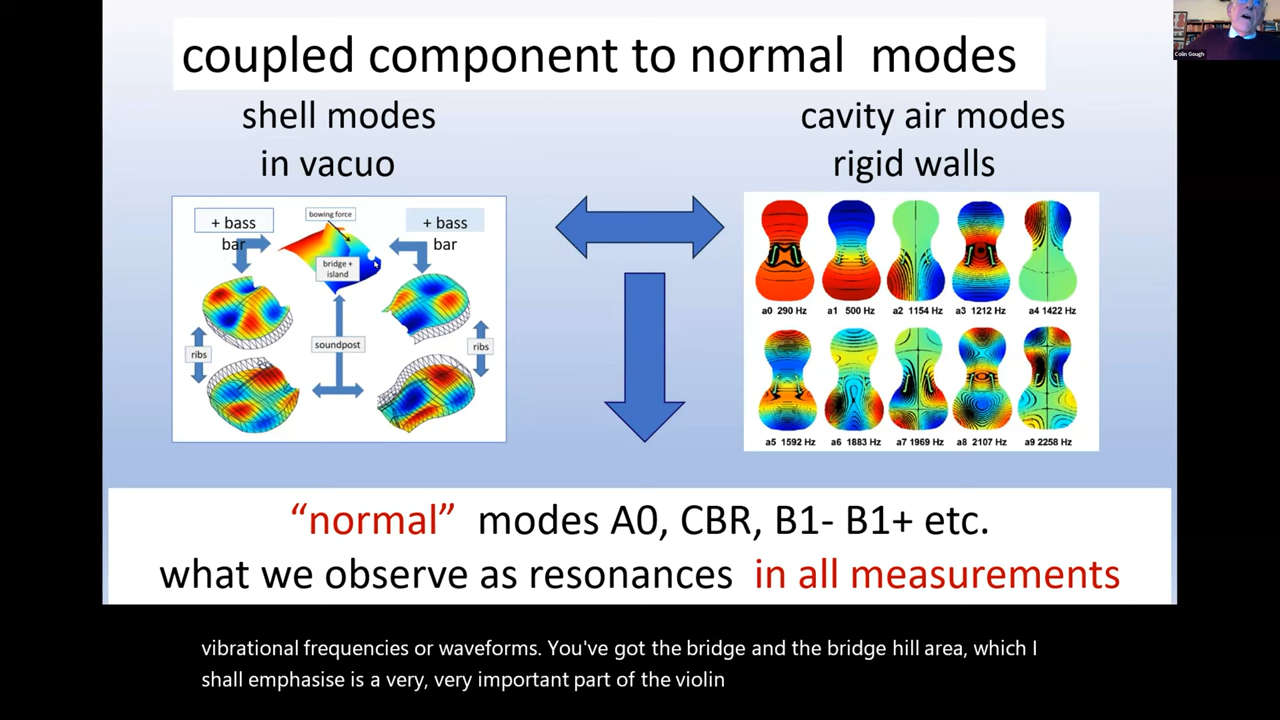 coupled component to normal modes
Colin Gough
shell modes
in vacuo
cavity air modes
rigid walls
+ bass
bar
bowing force
+ bass
bar
bridge +
island
ribs
soundpost
ribs
a0 290 Hz
a1 500 Hz
a2 1154 Hz
a3 1212 Hz
a4 1422 Hz
a5 1592 Hz
a6 1883 Hz
a7 1969 Hz
a8 2107 Hz
a9 2258 Hz
“normal” modes A0, CBR, B1- B1+ etc.
what we observe as resonances in all measurements
vibrational frequencies or waveforms. You've got the bridge and the bridge hill area, which I
shall emphasise is a very, very important part of the violin